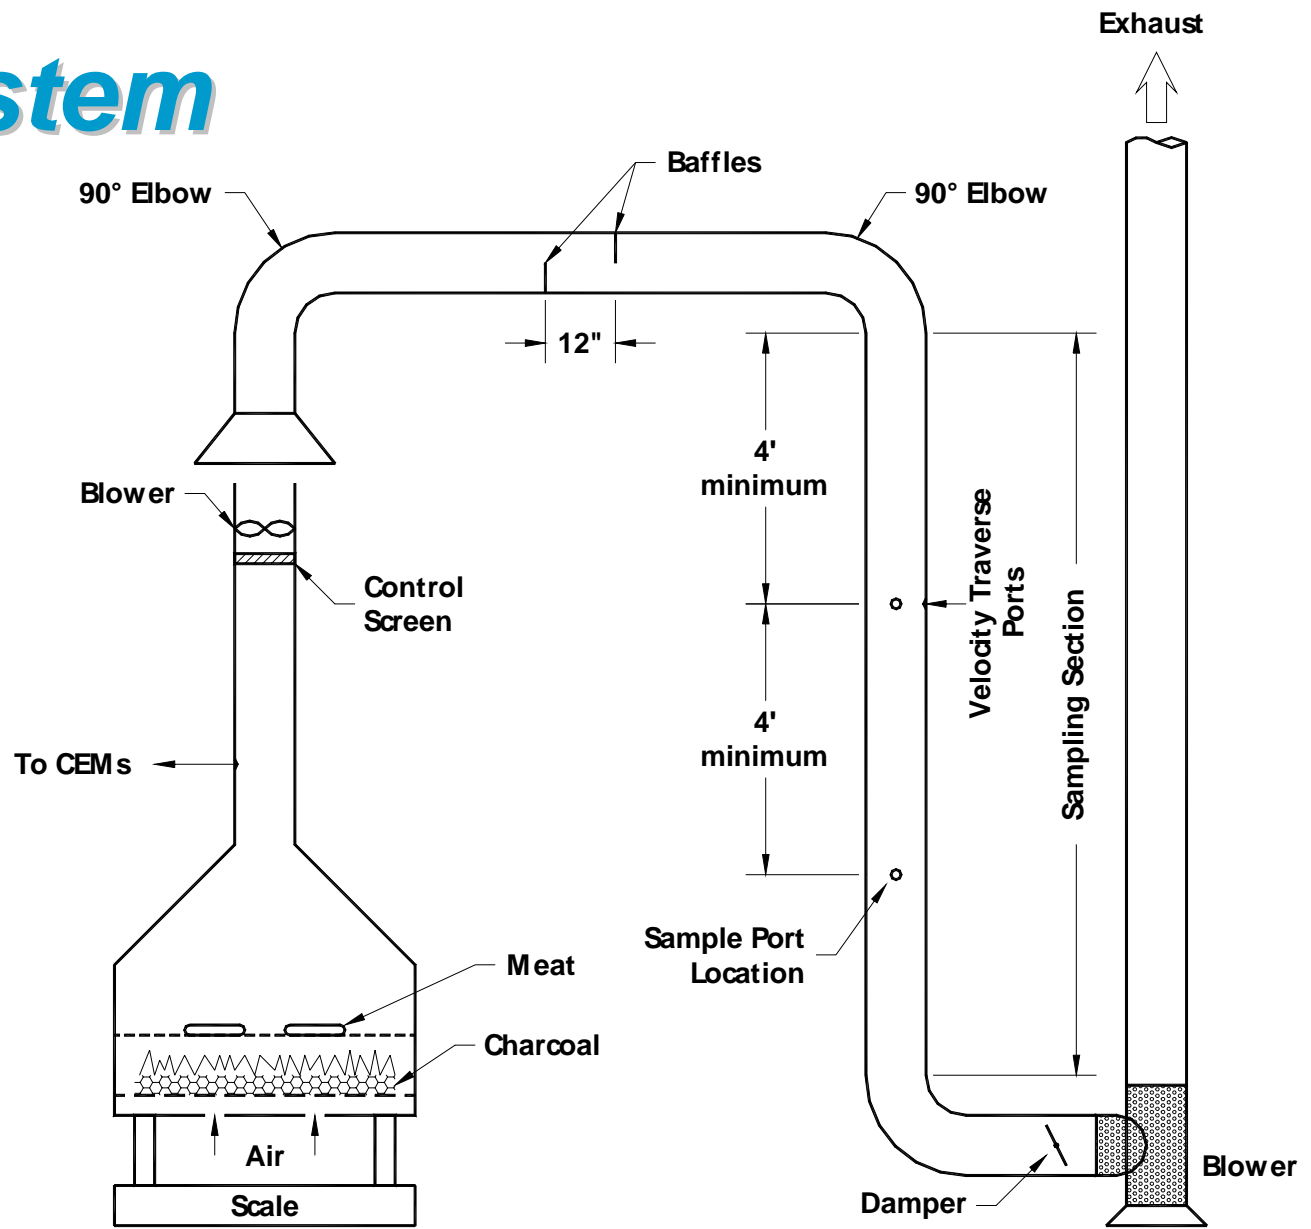 Exhaust
stem
Baffles
90° Elbow
90° Elbow
12"
4'
minimum
Blower
Control
Screen
Velocity Traverse
Ports
Sampling Section
4'
minimum
To CEMs
Sample Port
Location
Meat
Charcoal
Air
Scale
Damper
Blower